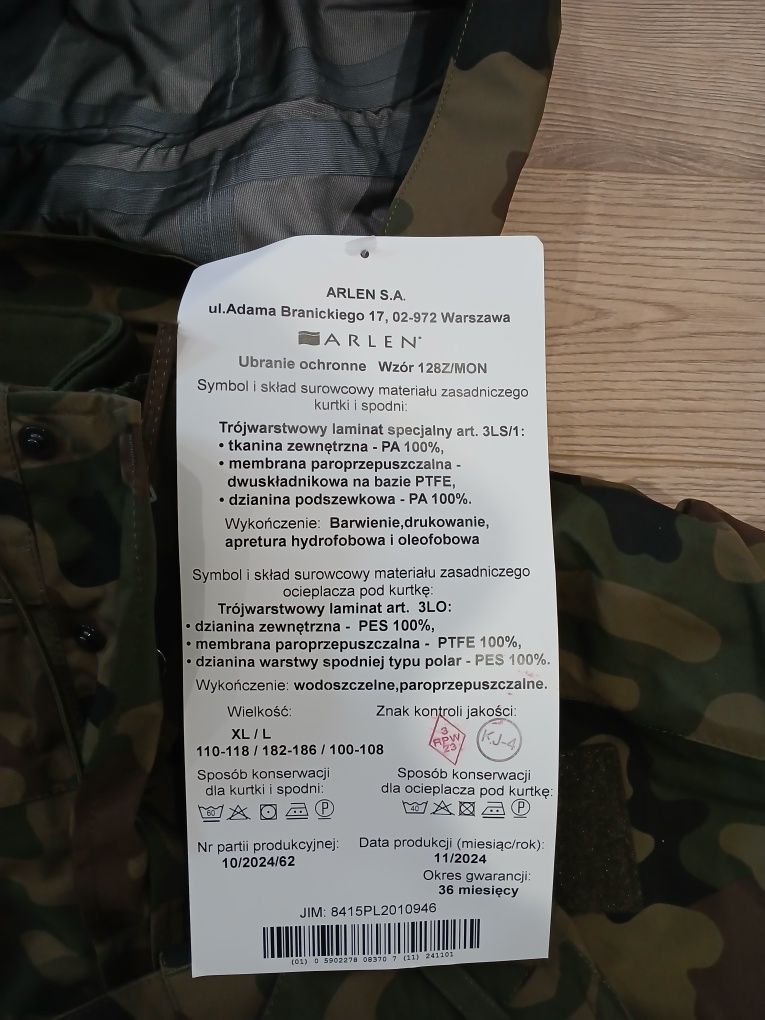 ARLEN S.A.
ul.Adama Branickiego 17, 02-972 Warszawa
ARLEN®
Ubranie ochronne Wzór 128Z/MON
Symbol i skład surowcowy materiału zasadniczego
kurtki i spodni:
Trójwarstwowy laminat specjalny art. 3LS/1:
• tkanina zewnętrzna - PA 100%,
• membrana paroprzepuszczalna -
dwuskładnikowa na bazie PTFE,
• dzianina podszewkowa - PA 100%.
Wykończenie: Barwienie,drukowanie,
apretura hydrofobowa i oleofobowa
Symbol i skład surowcowy materiału zasadniczego
ocieplacza pod kurtkę:
Trójwarstwowy laminat art. 3LO:
• dzianina zewnętrzna - PES 100%,
• membrana paroprzepuszczalna - PTFE 100%,
• dzianina warstwy spodniej typu polar - PES 100%.
Wykończenie: wodoszczelne,paroprzepuszczalne.
Wielkość: Znak kontroli jakości:
XL / L
110-118 / 182-186 / 100-108
3
RPW
23
KJ-4
Sposób konserwacji
dla kurtki i spodni:
60 P
Sposób konserwacji
dla ocieplacza pod kurtkę:
40 P
Nr partii produkcyjnej:
10/2024/62
Data produkcji (miesiąc/rok):
11/2024
Okres gwarancji:
36 miesięcy
JIM: 8415PL2010946
(01) 0 5902278 08370 7 (11) 241101